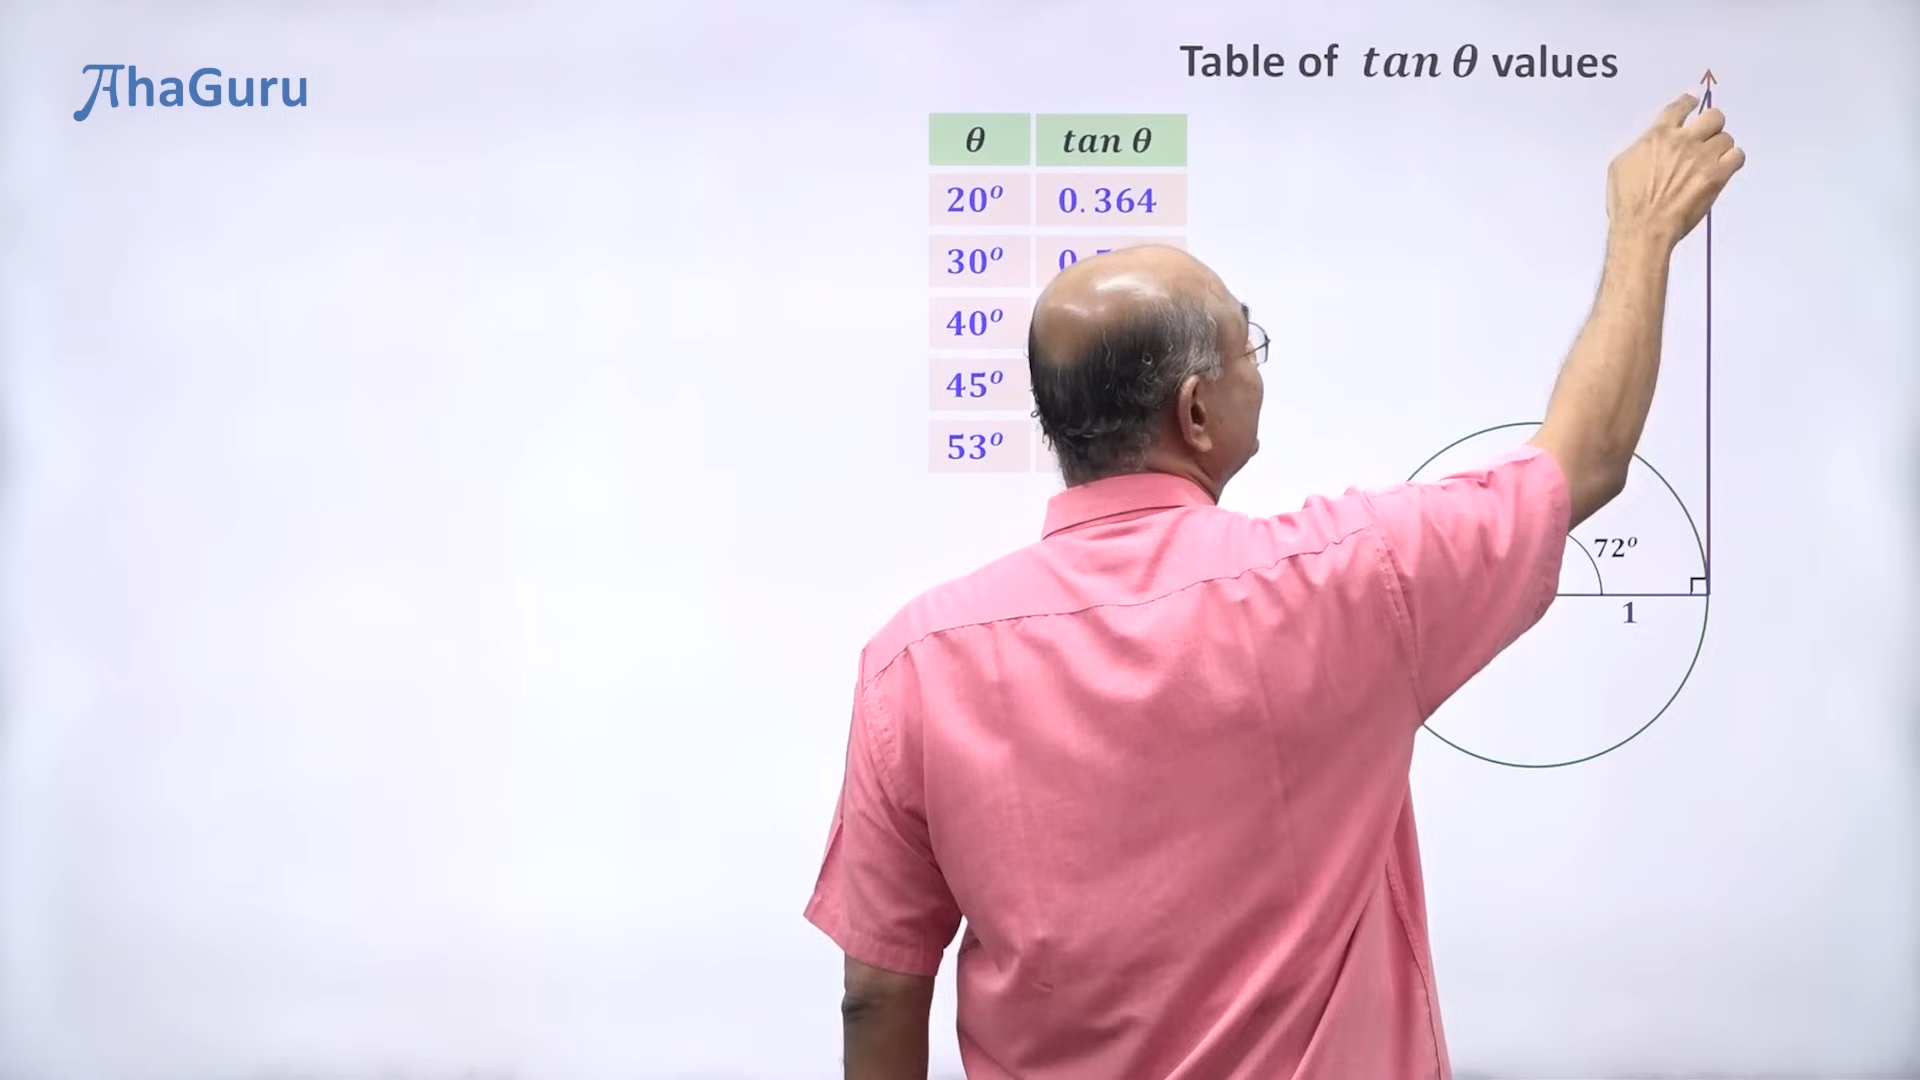 AhaGuru
Table of tan θ values
θ tan θ
20° 0.364
30°
40°
45°
53°
72°
1